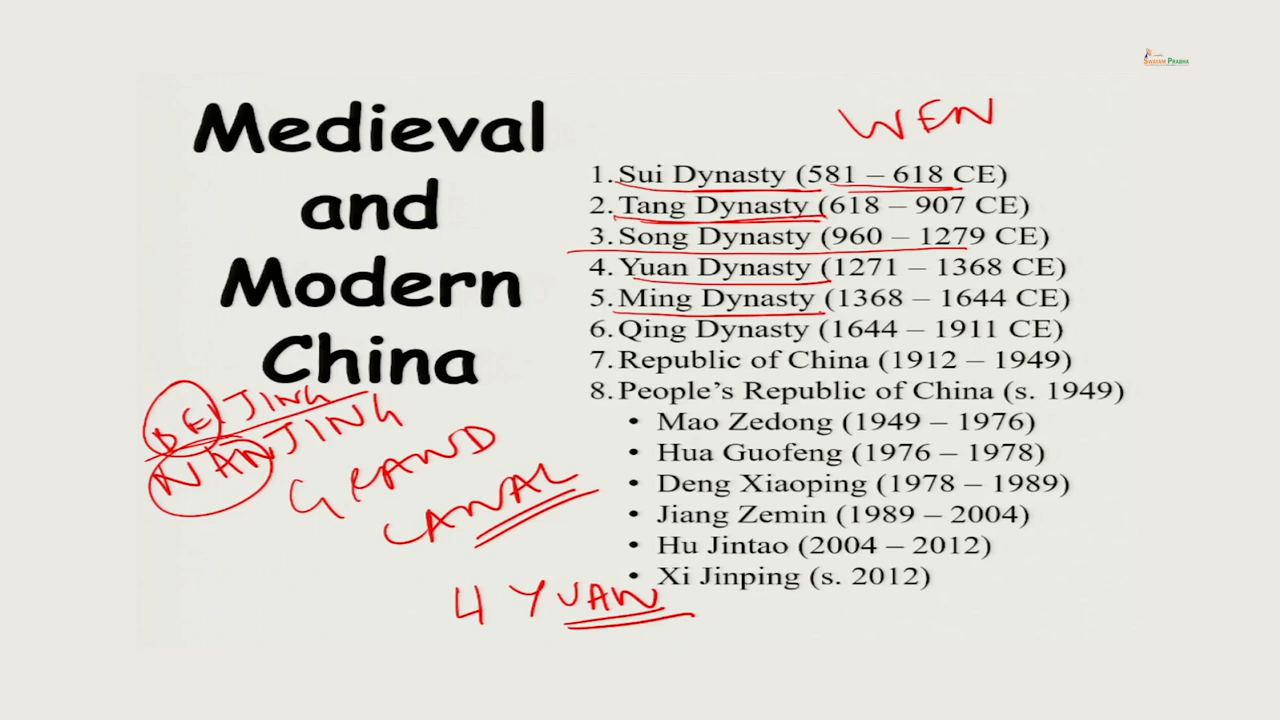 SWAYAM PRABHA
Medieval
and
Modern
China
WEN
1. Sui Dynasty (581 – 618 CE)
2. Tang Dynasty (618 – 907 CE)
3. Song Dynasty (960 – 1279 CE)
4. Yuan Dynasty (1271 – 1368 CE)
5. Ming Dynasty (1368 – 1644 CE)
6. Qing Dynasty (1644 – 1911 CE)
7. Republic of China (1912 – 1949)
8. People's Republic of China (s. 1949)
• Mao Zedong (1949 – 1976)
• Hua Guofeng (1976 – 1978)
• Deng Xiaoping (1978 – 1989)
• Jiang Zemin (1989 – 2004)
• Hu Jintao (2004 – 2012)
• Xi Jinping (s. 2012)
BEIJING
NANJING
GRAND
CANAL
4 YUAN